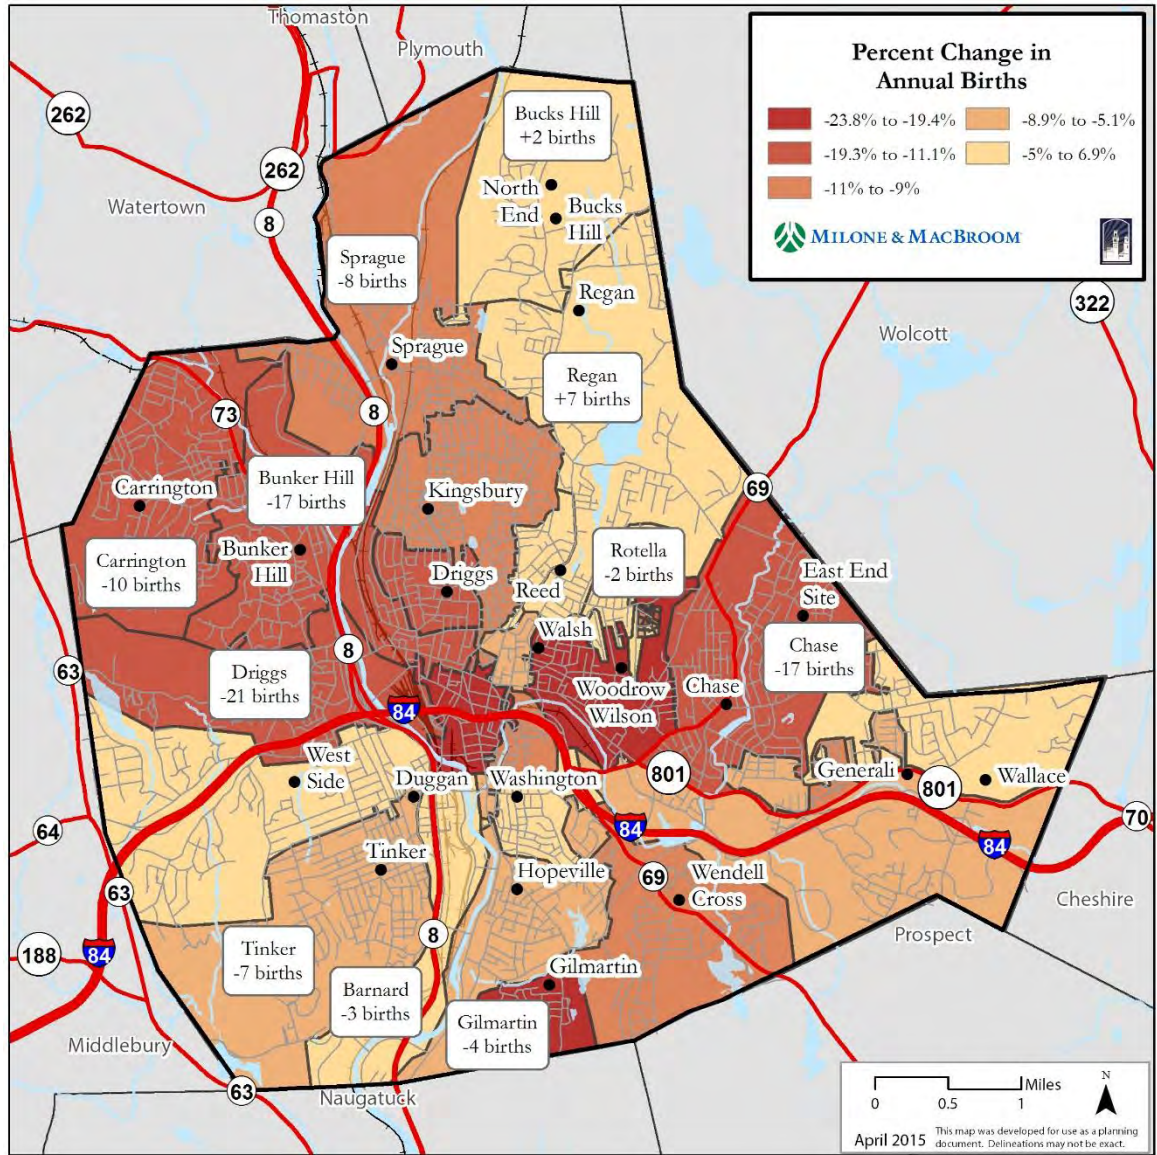 Thomaston
Plymouth
262
262
8
Watertown
Percent Change in
Annual Births
-23.8% to -19.4%
-8.9% to -5.1%
-19.3% to -11.1%
-5% to 6.9%
-11% to -9%
MILONE & MACBROOM
Bucks Hill
+2 births
North
End
Bucks
Hill
Sprague
-8 births
Regan
322
Wolcott
Sprague
Regan
+7 births
73
8
Bunker Hill
-17 births
Carrington
Kingsbury
69
Carrington
-10 births
Bunker
Hill
Driggs
Reed
Rotella
-2 births
East End
Site
Walsh
Chase
-17 births
63
8
Driggs
-21 births
Woodrow
Wilson
Chase
84
West
Side
Duggan
Washington
801
Generali
801
Wallace
70
64
84
84
Tinker
Hopeville
69
Wendell
Cross
63
Cheshire
Prospect
188
84
Tinker
-7 births
8
Gilmartin
Barnard
-3 births
Gilmartin
-4 births
Middlebury
63
Naugatuck
Miles
0
0.5
1
N
April 2015
This map was developed for use as a planning
document. Delineations may not be exact.